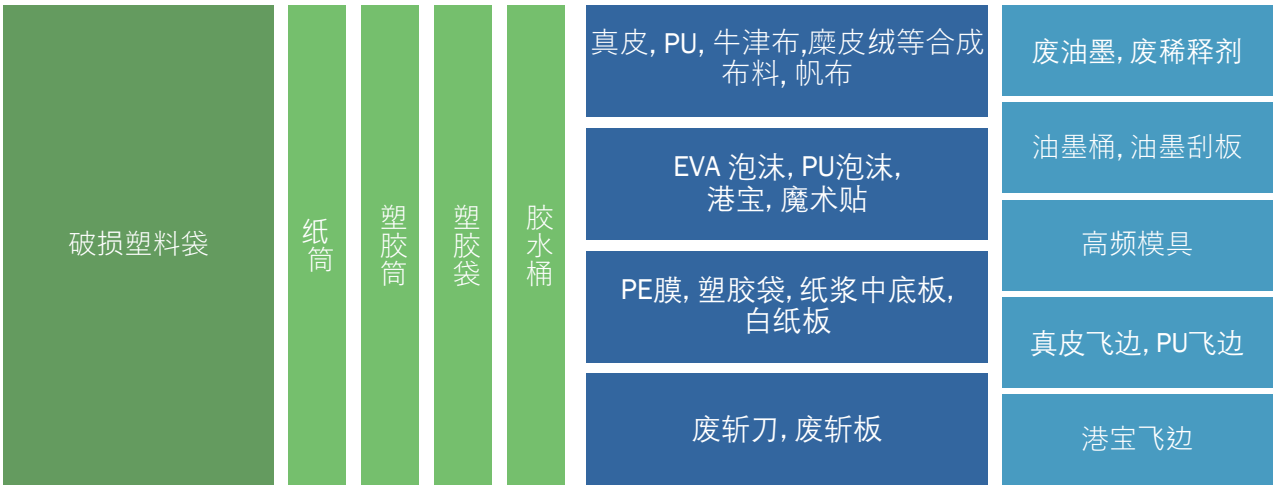 破损塑料袋
纸筒
塑胶筒
塑胶袋
胶水桶
真皮, PU, 牛津布,糜皮绒等合成
布料, 帆布
EVA 泡沫, PU泡沫,
港宝, 魔术贴
PE膜, 塑胶袋, 纸浆中底板,
白纸板
废斩刀, 废斩板
废油墨, 废稀释剂
油墨桶, 油墨刮板
高频模具
真皮飞边, PU飞边
港宝飞边